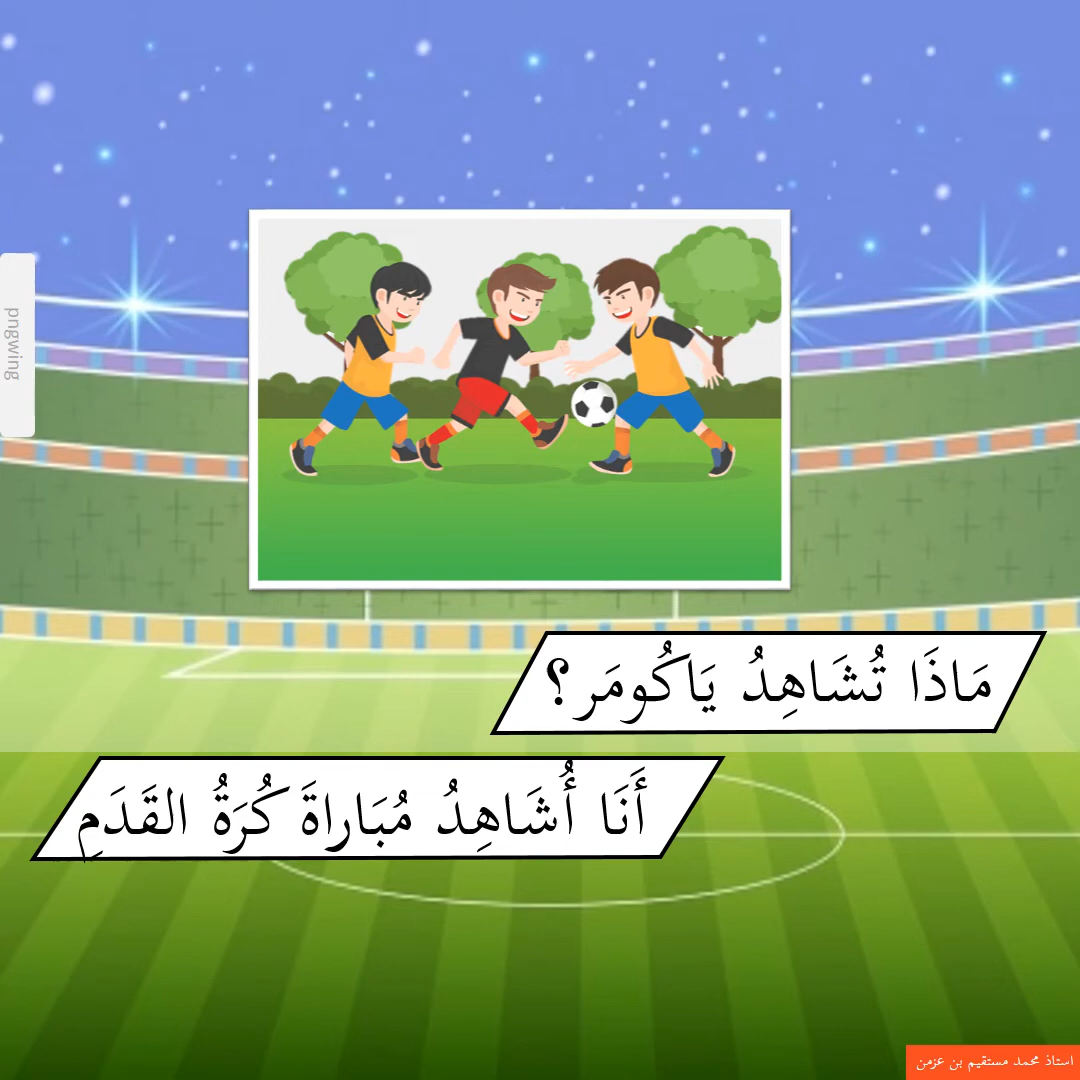 pngwing
مَاذَا تُشَاهِدُ يَاكُومَر؟
أَنَا أُشَاهِدُ مُبَاراةَ كُرَةُ القَدَمِ
استاذ محمد مستقيم بن عزمن